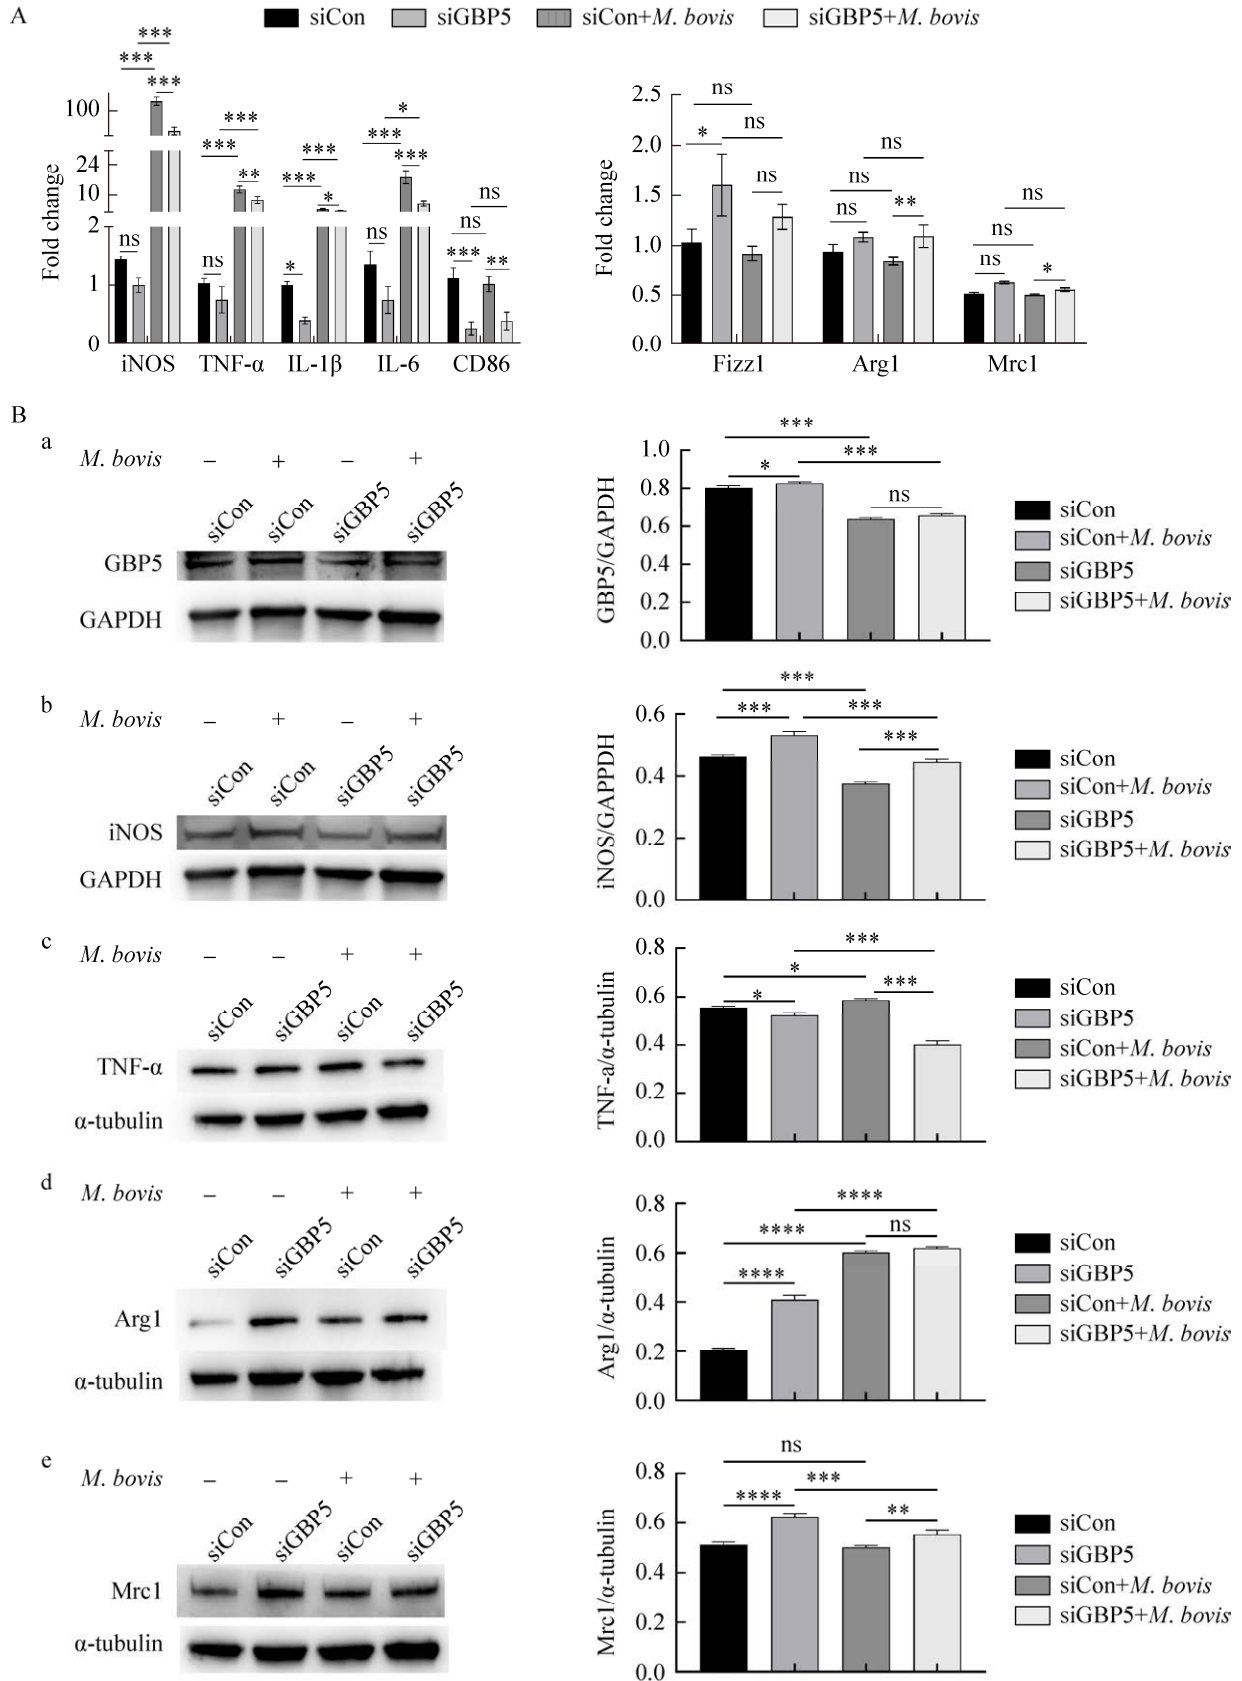 A
siCon
siGBP5
siCon+M. bovis
siGBP5+M. bovis
Fold change
100
24
10
2
1
0
***
***
***
ns
***
***
**
ns
***
***
*
*
*
***
***
ns
ns
ns
***
**
iNOS
TNF-α
IL-1β
IL-6
CD86
Fold change
2.5
2.0
1.5
1.0
0.5
0.0
ns
*
ns
ns
ns
ns
ns
**
ns
ns
ns
*
Fizz1
Arg1
Mrc1
B
a
M. bovis – + – +
siCon siCon siGBP5 siGBP5
GBP5
GAPDH
GBP5/GAPDH
1.0
0.8
0.6
0.4
0.2
0.0
***
*
***
ns
siCon
siCon+M. bovis
siGBP5
siGBP5+M. bovis
b
M. bovis – + – +
siCon siCon siGBP5 siGBP5
iNOS
GAPDH
iNOS/GAPPDH
0.6
0.4
0.2
0.0
***
***
***
***
siCon
siCon+M. bovis
siGBP5
siGBP5+M. bovis
c
M. bovis – – + +
siCon siGBP5 siCon siGBP5
TNF-α
α-tubulin
TNF-a/α-tubulin
0.8
0.6
0.4
0.2
0.0
***
*
*
***
siCon
siGBP5
siCon+M. bovis
siGBP5+M. bovis
d
M. bovis – – + +
siCon siGBP5 siCon siGBP5
Arg1
α-tubulin
Arg1/α-tubulin
0.8
0.6
0.4
0.2
0.0
****
****
ns
****
siCon
siGBP5
siCon+M. bovis
siGBP5+M. bovis
e
M. bovis – – + +
siCon siGBP5 siCon siGBP5
Mrc1
α-tubulin
Mrc1/α-tubulin
0.8
0.6
0.4
0.2
0.0
ns
***
****
**
siCon
siGBP5
siCon+M. bovis
siGBP5+M. bovis